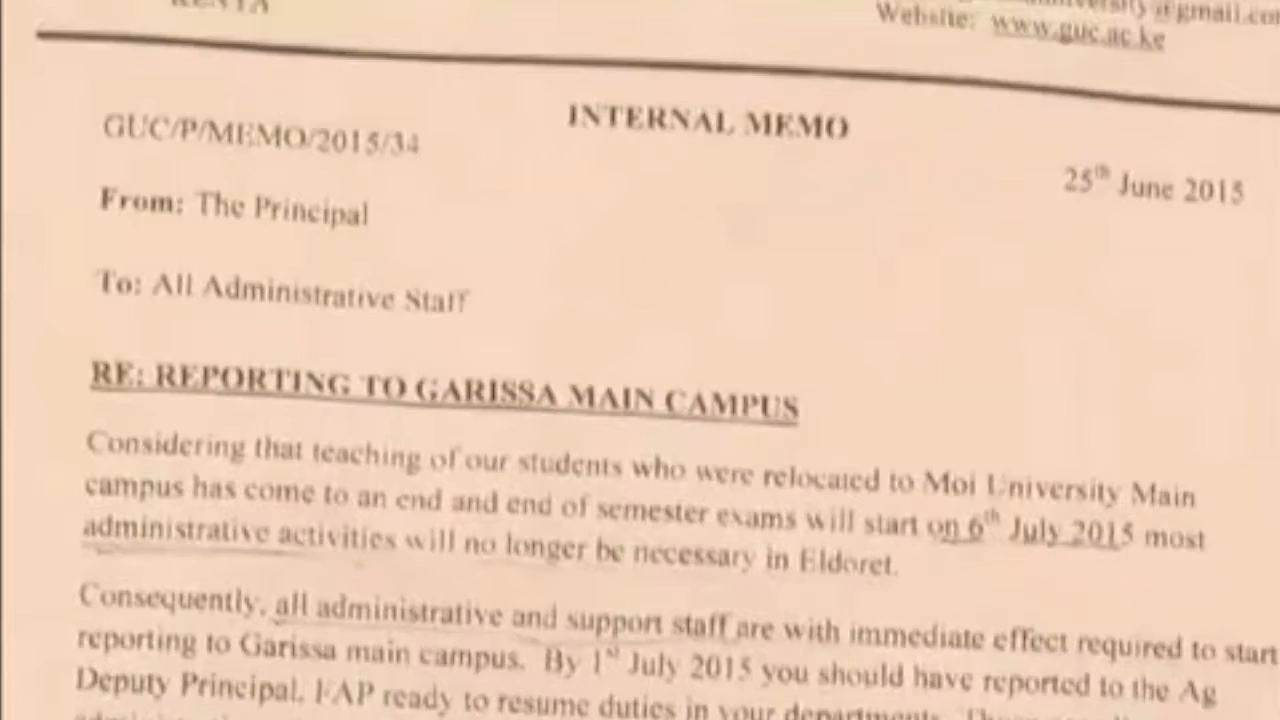 KENYA
@gmail.co
Website: www.guc.ac.ke
INTERNAL MEMO
GUC/P/MEMO/2015/34
25th June 2015
From: The Principal
To: All Administrative Staff
RE: REPORTING TO GARISSA MAIN CAMPUS
Considering that teaching of our students who were relocated to Moi University Main
campus has come to an end and end of semester exams will start on 6th July 2015 most
administrative activities will no longer be necessary in Eldoret.
Consequently, all administrative and support staff are with immediate effect required to start
reporting to Garissa main campus. By 1st July 2015 you should have reported to the Ag
Deputy Principal, FAP ready to resume duties in your departments.